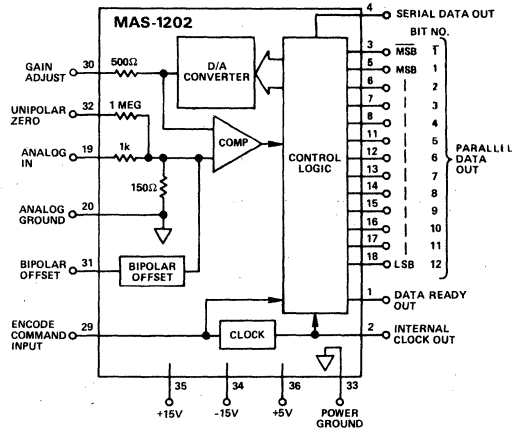 MAS-1202
4 SERIAL DATA OUT
BIT NO.
GAIN ADJUST 30 500Ω
D/A CONVERTER
3 MSB 1
5 MSB 1
6 2
7 3
8 4
11 5
12 6
13 7
14 8
15 9
16 10
17 11
18 LSB 12
PARALLIL DATA OUT
UNIPOLAR ZERO 32 1 MEG
COMP
CONTROL LOGIC
ANALOG IN 19 1k
150Ω
ANALOG GROUND 20
BIPOLAR OFFSET 31
BIPOLAR OFFSET
1 DATA READY OUT
ENCODE COMMAND INPUT 29
CLOCK
2 INTERNAL CLOCK OUT
35 34 36 33
+15V -15V +5V POWER GROUND